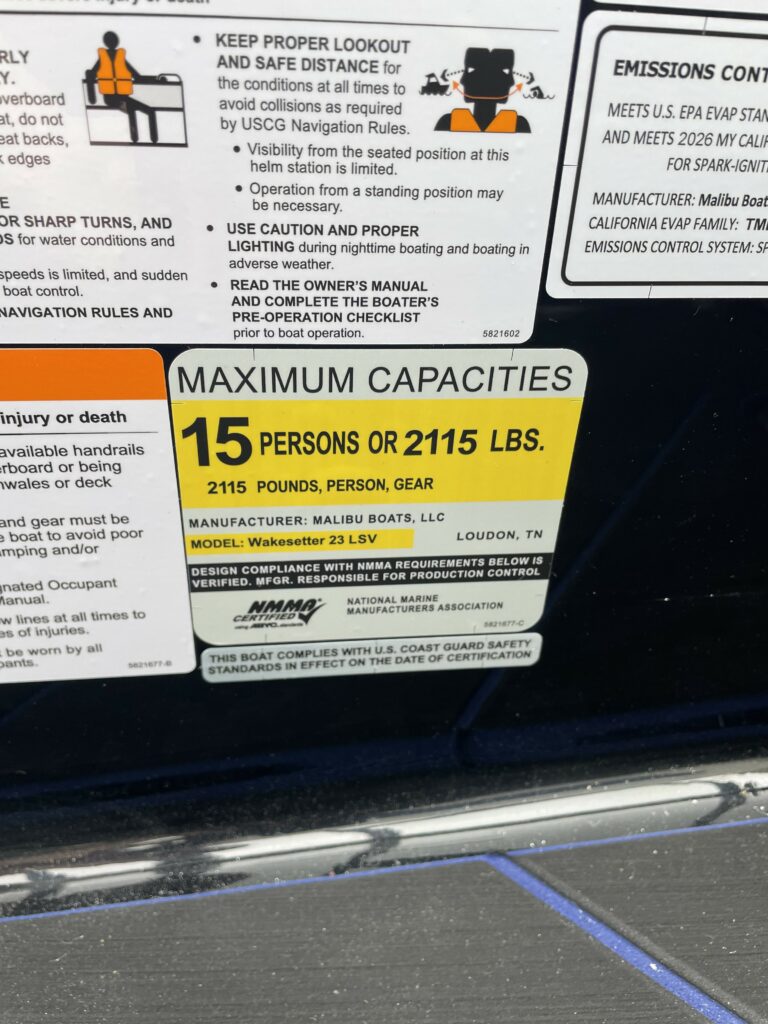 RLY
Y.
verboard
at, do not
eat backs,
k edges
E
OR SHARP TURNS, AND
DS for water conditions and
speeds is limited, and sudden
boat control.
NAVIGATION RULES AND
• KEEP PROPER LOOKOUT
AND SAFE DISTANCE for
the conditions at all times to
avoid collisions as required
by USCG Navigation Rules.
• Visibility from the seated position at this
helm station is limited.
• Operation from a standing position may
be necessary.
• USE CAUTION AND PROPER
LIGHTING during nighttime boating and boating in
adverse weather.
• READ THE OWNER'S MANUAL
AND COMPLETE THE BOATER'S
PRE-OPERATION CHECKLIST
prior to boat operation.
5821602
EMISSIONS CONT
MEETS U.S. EPA EVAP STAN
AND MEETS 2026 MY CALIF
FOR SPARK-IGNIT
MANUFACTURER: Malibu Boat
CALIFORNIA EVAP FAMILY: TM
EMISSIONS CONTROL SYSTEM: SP
injury or death
available handrails
rboard or being
nwales or deck
and gear must be
e boat to avoid poor
mping and/or
gnated Occupant
Manual.
w lines at all times to
es of injuries.
t be worn by all
pants.
5821677-B
MAXIMUM CAPACITIES
15 PERSONS OR 2115 LBS.
2115 POUNDS, PERSON, GEAR
MANUFACTURER: MALIBU BOATS, LLC
MODEL: Wakesetter 23 LSV
LOUDON, TN
DESIGN COMPLIANCE WITH NMMA REQUIREMENTS BELOW IS
VERIFIED. MFGR. RESPONSIBLE FOR PRODUCTION CONTROL
NMMA
CERTIFIED
using ABYC standards
NATIONAL MARINE
MANUFACTURERS ASSOCIATION
5821677-C
THIS BOAT COMPLIES WITH U.S. COAST GUARD SAFETY
STANDARDS IN EFFECT ON THE DATE OF CERTIFICATION